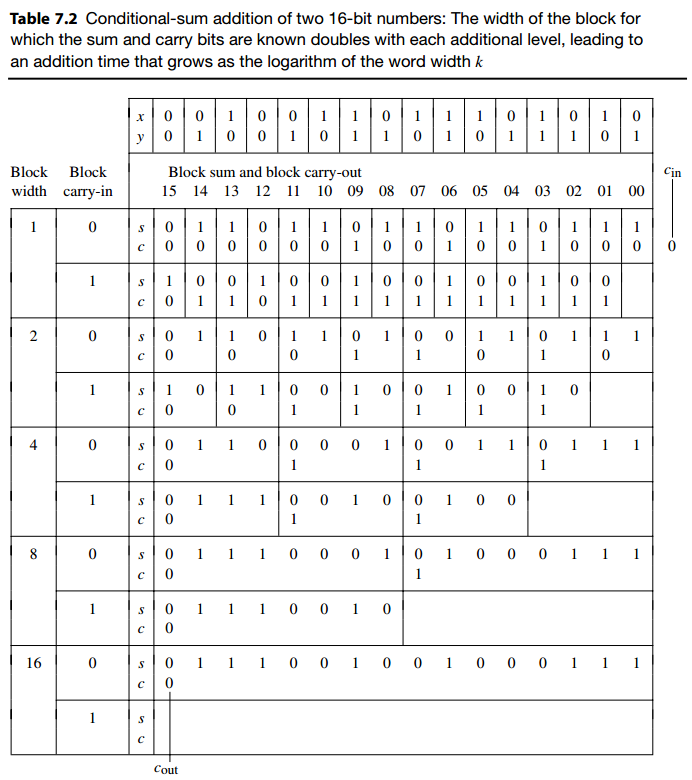 Table 7.2 Conditional-sum addition of two 16-bit numbers: The width of the block for
which the sum and carry bits are known doubles with each additional level, leading to
an addition time that grows as the logarithm of the word width k
x 0 0 1 0 0 1 1 0 1 1 1 0 1 0 1 0
y 0 1 0 0 1 0 1 1 0 1 0 1 1 1 0 1
Block Block Block sum and block carry-out cin
width carry-in 15 14 13 12 11 10 09 08 07 06 05 04 03 02 01 00
1 0 s 0 1 1 0 1 1 0 1 1 0 1 1 0 1 1 1
c 0 0 0 0 0 0 1 0 0 1 0 0 1 0 0 0 0
1 s 1 0 0 1 0 0 1 0 0 1 0 0 1 0 0
c 0 1 1 0 1 1 1 1 1 1 1 1 1 1 1
2 0 s 0 1 1 0 1 1 0 1 0 0 1 1 0 1 1 1
c 0 0 0 1 1 0 1 0
1 s 1 0 1 1 0 0 1 0 0 1 0 0 1 0
c 0 0 1 1 1 1 1
4 0 s 0 1 1 0 0 0 0 1 0 0 1 1 0 1 1 1
c 0 1 1 1
1 s 0 1 1 1 0 0 1 0 0 1 0 0
c 0 1 1
8 0 s 0 1 1 1 0 0 0 1 0 1 0 0 0 1 1 1
c 0 1
1 s 0 1 1 1 0 0 1 0
c 0
16 0 s 0 1 1 1 0 0 1 0 0 1 0 0 0 1 1 1
c 0
1 s
c
cout